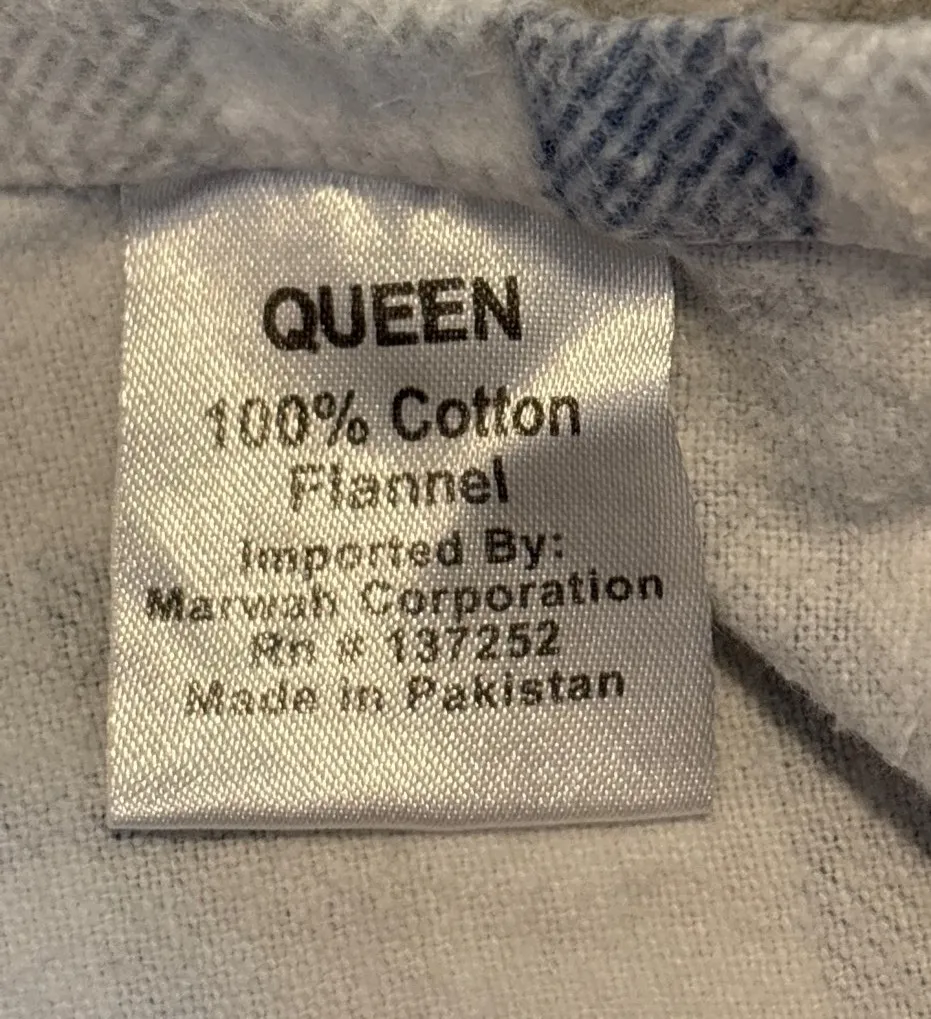 QUEEN
100% Cotton
Flannel
Imported By:
Marwah Corporation
Rn # 137252
Made in Pakistan